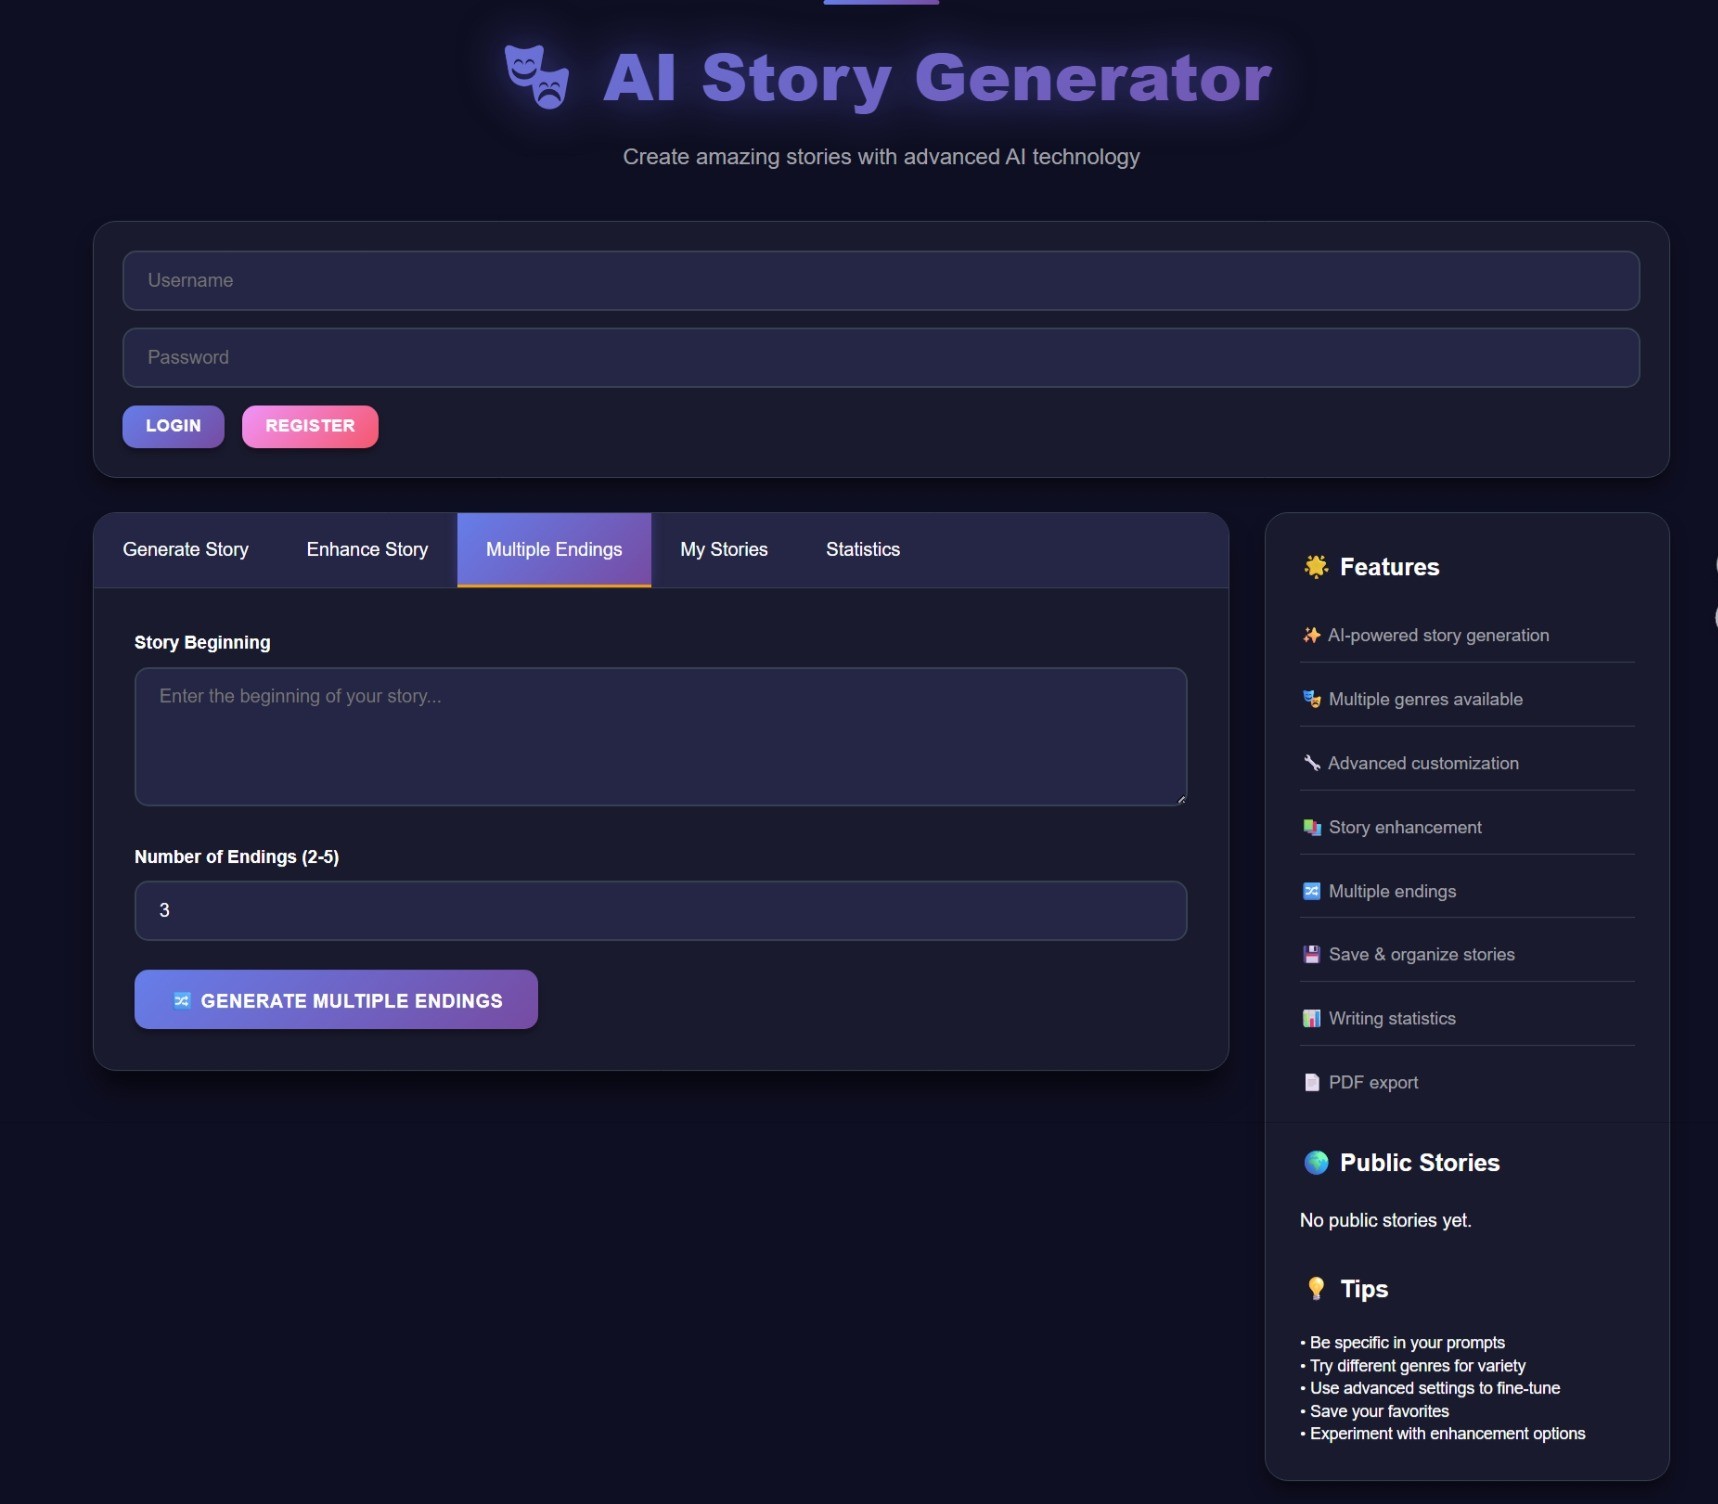 🎭 AI Story Generator
Create amazing stories with advanced AI technology
Username
Password
LOGIN REGISTER
Generate Story Enhance Story Multiple Endings My Stories Statistics
Story Beginning
Enter the beginning of your story...
Number of Endings (2-5)
3
🔀 GENERATE MULTIPLE ENDINGS
🌟 Features
✨ AI-powered story generation
🎭 Multiple genres available
🔧 Advanced customization
📚 Story enhancement
🔀 Multiple endings
💾 Save & organize stories
📊 Writing statistics
📄 PDF export
🌍 Public Stories
No public stories yet.
💡 Tips
• Be specific in your prompts
• Try different genres for variety
• Use advanced settings to fine-tune
• Save your favorites
• Experiment with enhancement options